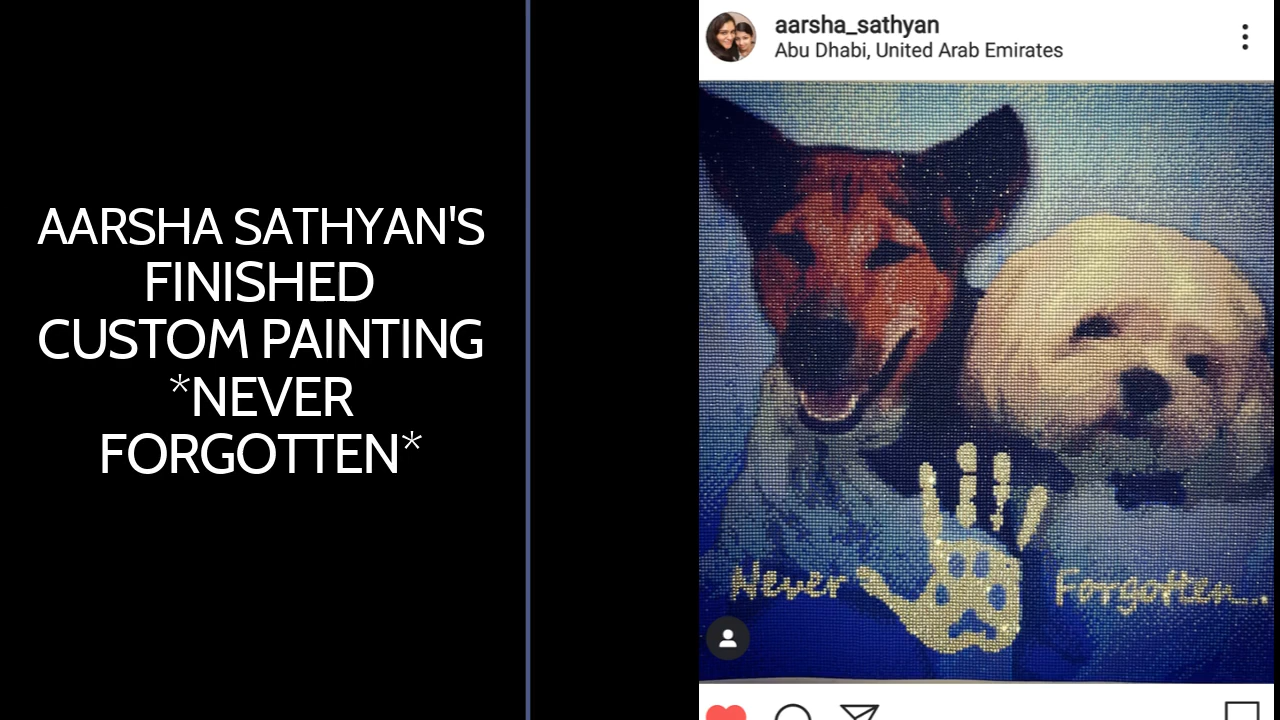 AARSHA SATHYAN'S
FINISHED
CUSTOM PAINTING
*NEVER
FORGOTTEN*
aarsha_sathyan
Abu Dhabi, United Arab Emirates
Never Forgotten....